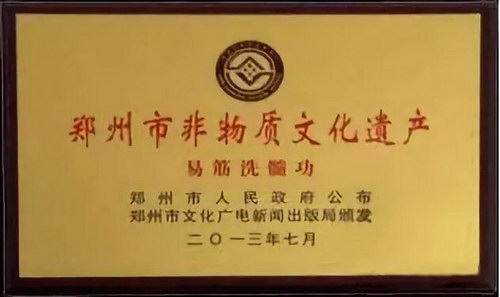 郑州市非物质文化遗产
易筋洗髓功
郑州市人民政府公布
郑州市文化广电新闻出版局颁发
二〇一三年七月